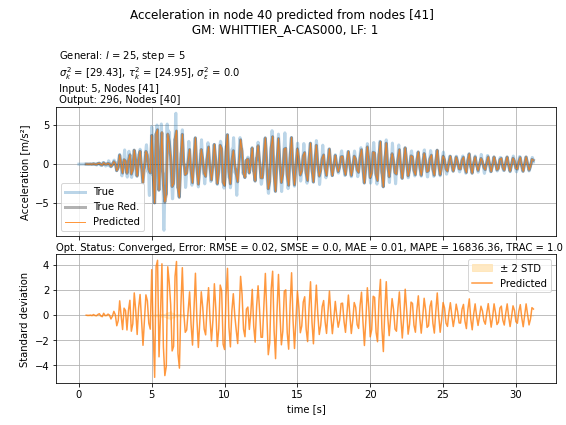 Acceleration in node 40 predicted from nodes [41]
GM: WHITTIER_A-CAS000, LF: 1
General: l = 25, step = 5
σ²ₖ = [29.43], τ²ₖ = [24.95], σ²ε = 0.0
Input: 5, Nodes [41]
Output: 296, Nodes [40]
Acceleration [m/s²]
5
0
−5
True
True Red.
Predicted
Opt. Status: Converged, Error: RMSE = 0.02, SMSE = 0.0, MAE = 0.01, MAPE = 16836.36, TRAC = 1.0
Standard deviation
4
2
0
−2
−4
± 2 STD
Predicted
0 5 10 15 20 25 30
time [s]